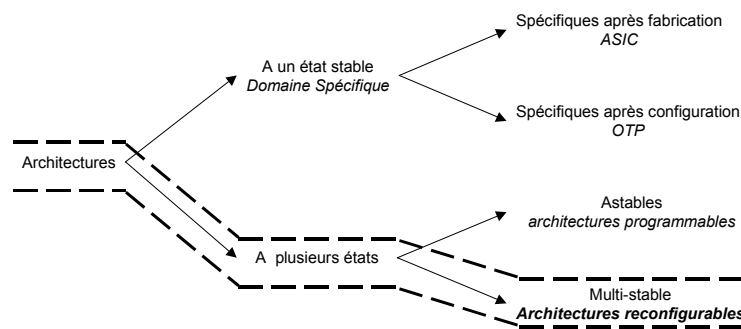 Spécifiques après fabrication
ASIC
A un état stable
Domaine Spécifique
Spécifiques après configuration
OTP
Architectures
Astables
architectures programmables
A plusieurs états
Multi-stable
Architectures reconfigurables